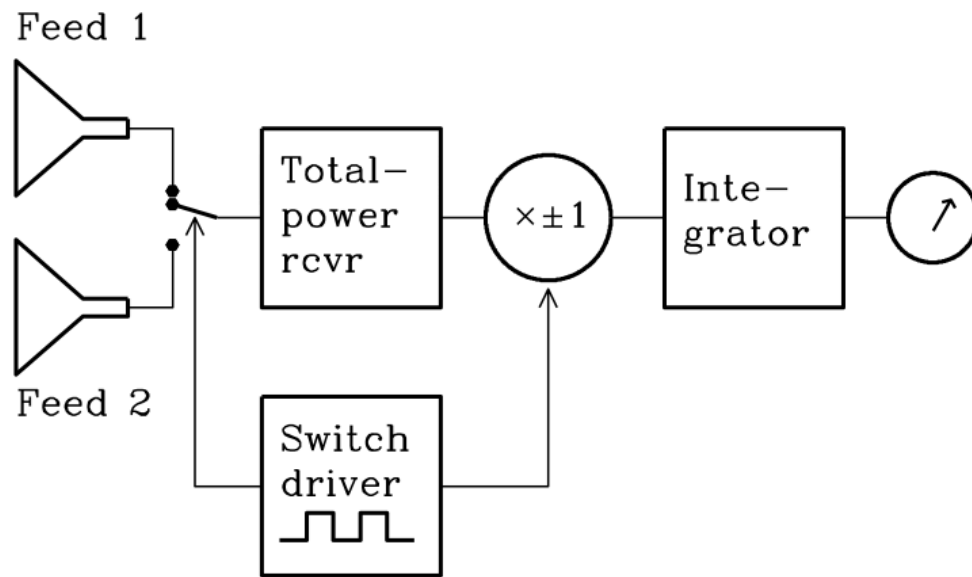 Feed 1
Total-
power
rcvr
×±1
Inte-
grator
Feed 2
Switch
driver